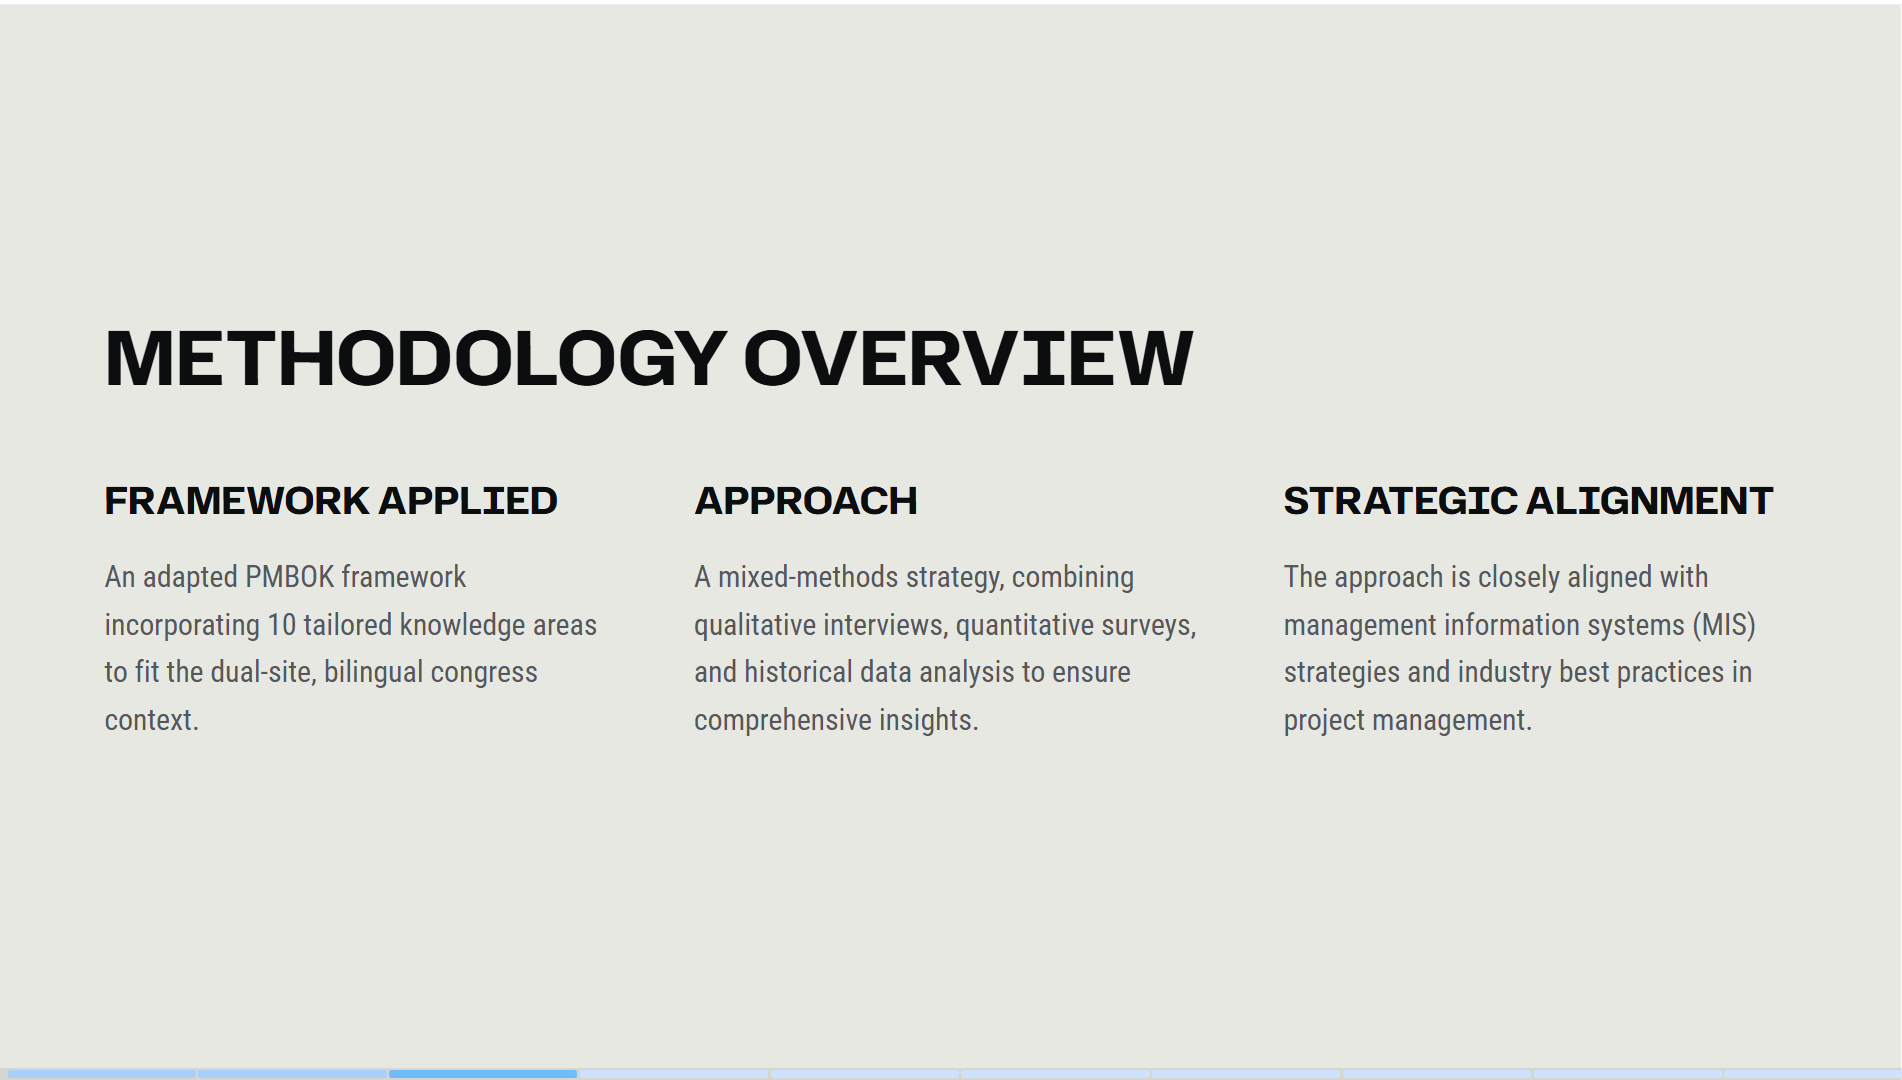 METHODOLOGY OVERVIEW
FRAMEWORK APPLIED
An adapted PMBOK framework
incorporating 10 tailored knowledge areas
to fit the dual-site, bilingual congress
context.
APPROACH
A mixed-methods strategy, combining
qualitative interviews, quantitative surveys,
and historical data analysis to ensure
comprehensive insights.
STRATEGIC ALIGNMENT
The approach is closely aligned with
management information systems (MIS)
strategies and industry best practices in
project management.